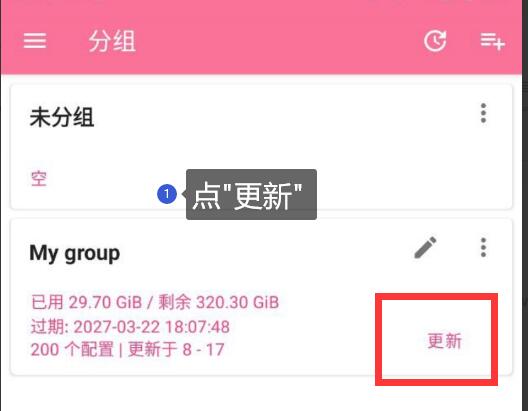 分组
未分组
空
1
点"更新"
My group
已用 29.70 GiB / 剩余 320.30 GiB
过期: 2027-03-22 18:07:48
200 个配置 | 更新于 8 - 17
更新